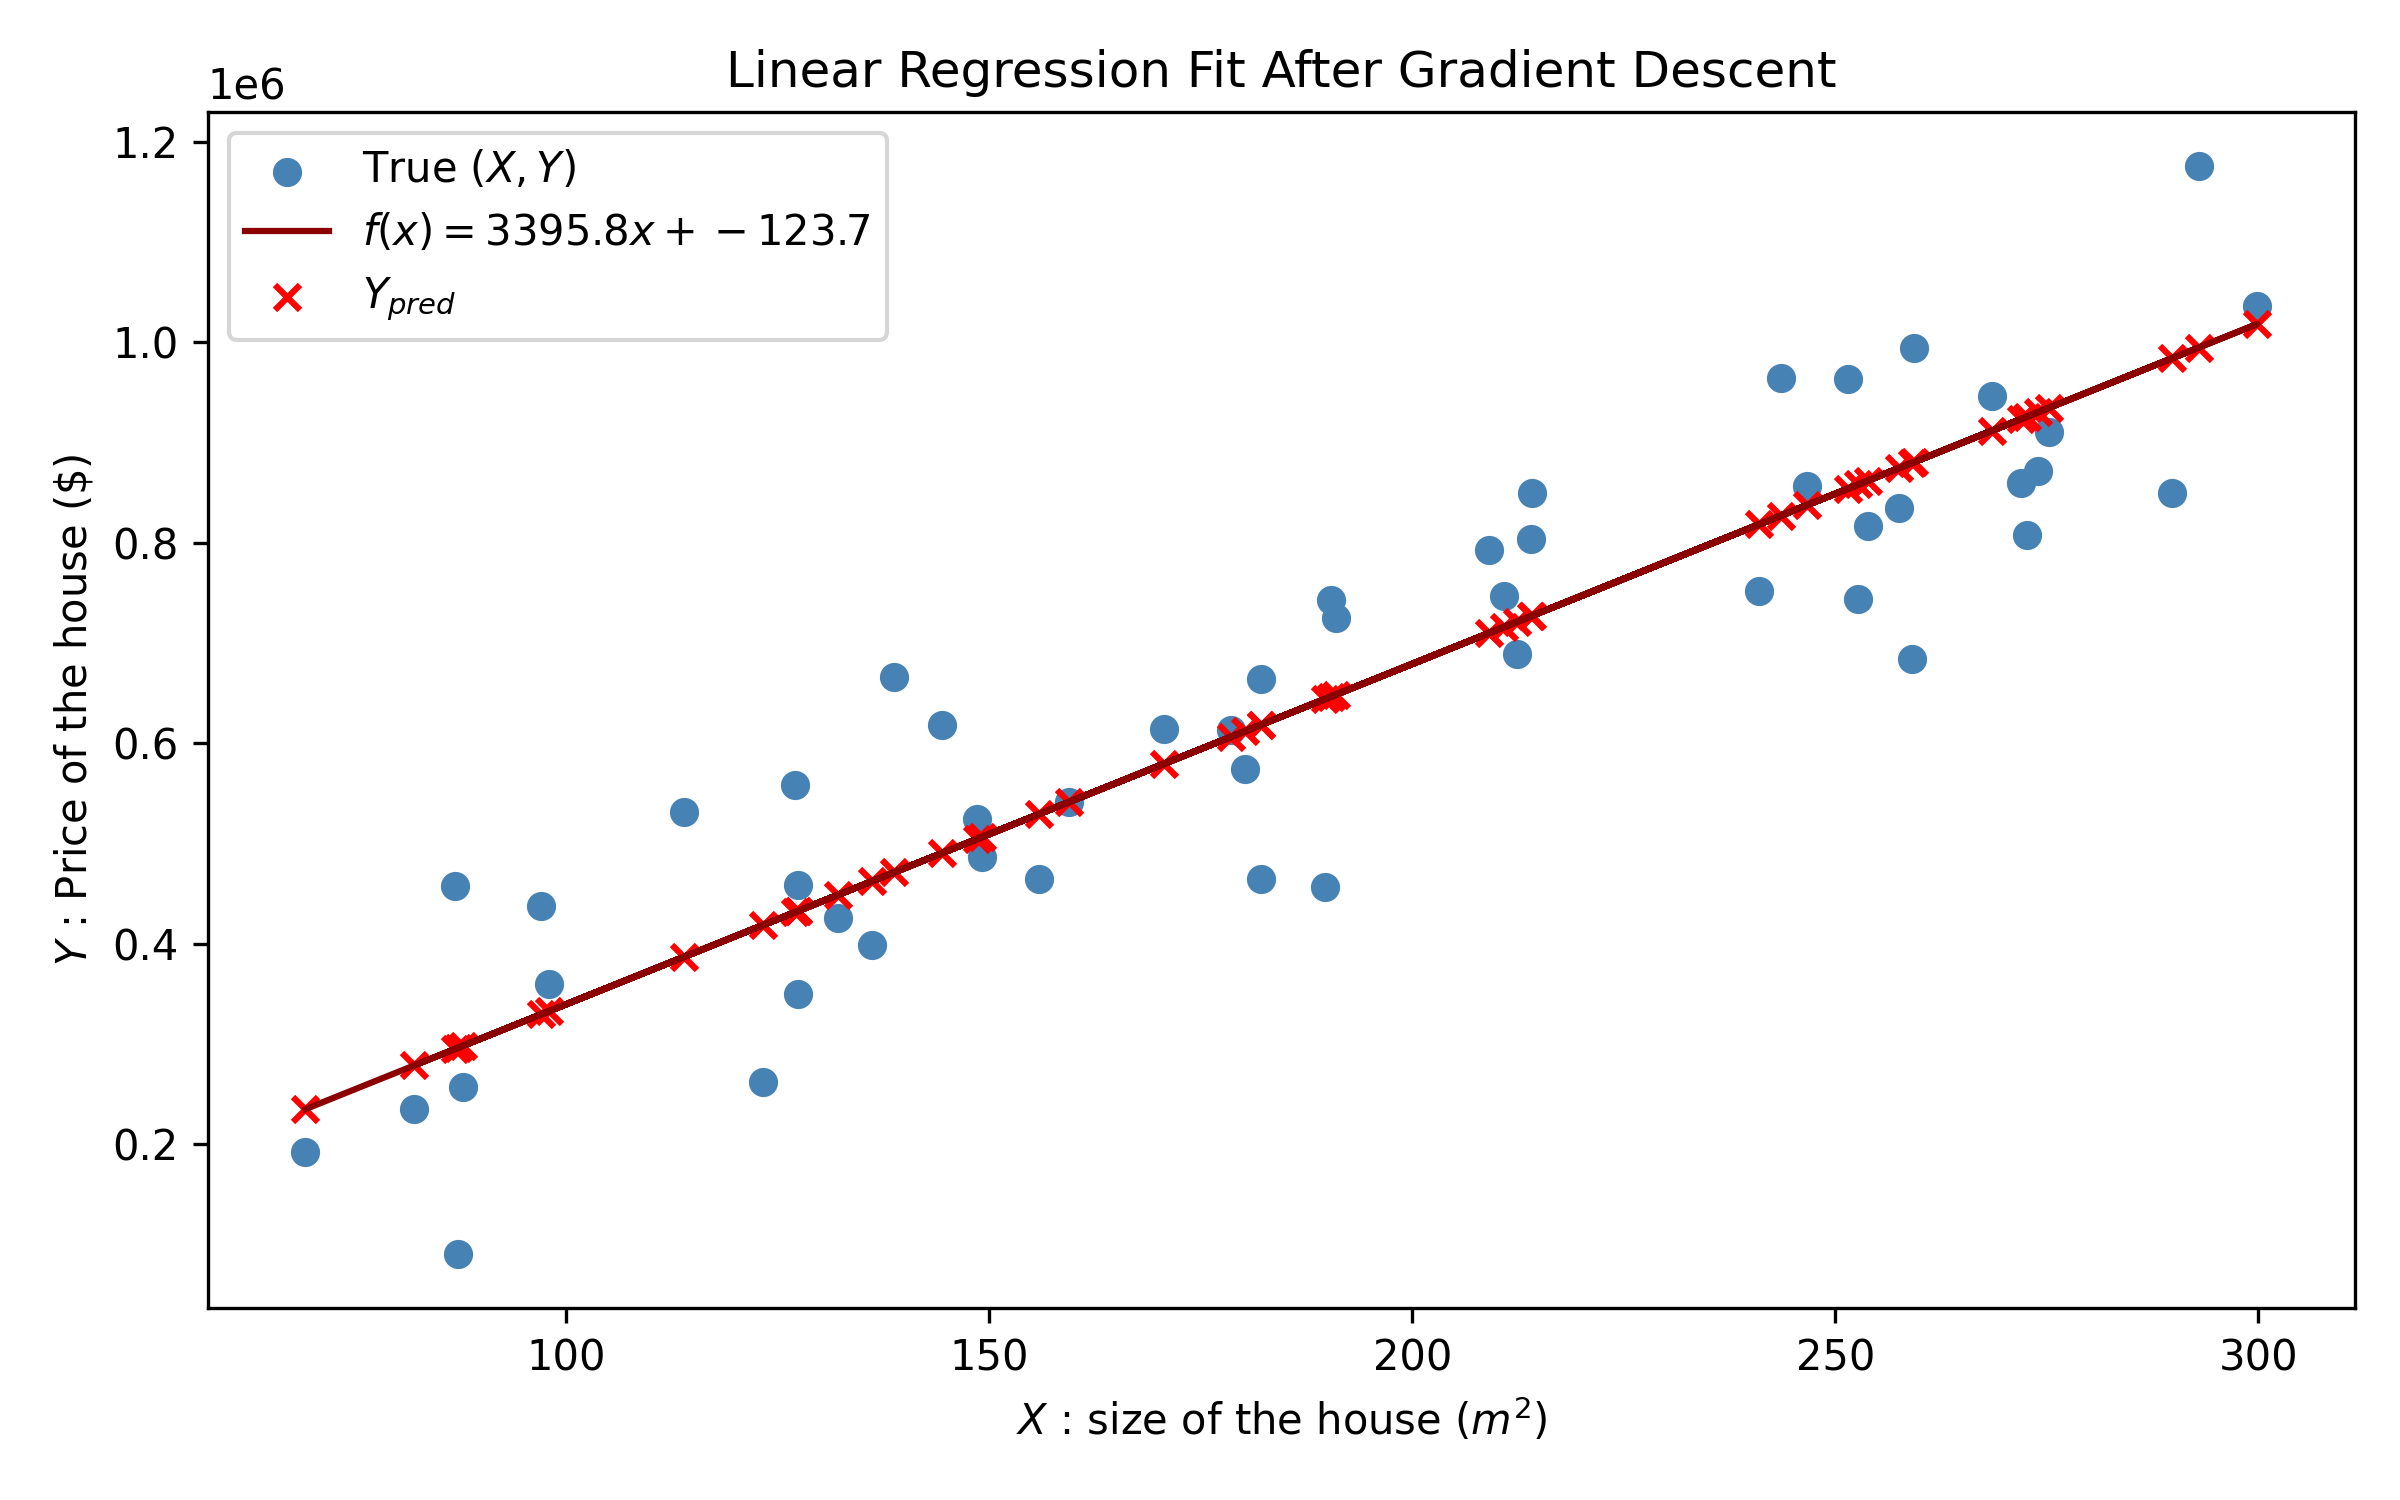 Linear Regression Fit After Gradient Descent
1e6
True (X, Y)
f(x) = 3395.8x + −123.7
Y_pred
1.2
1.0
0.8
0.6
0.4
0.2
Y : Price of the house ($)
100 150 200 250 300
X : size of the house (m²)